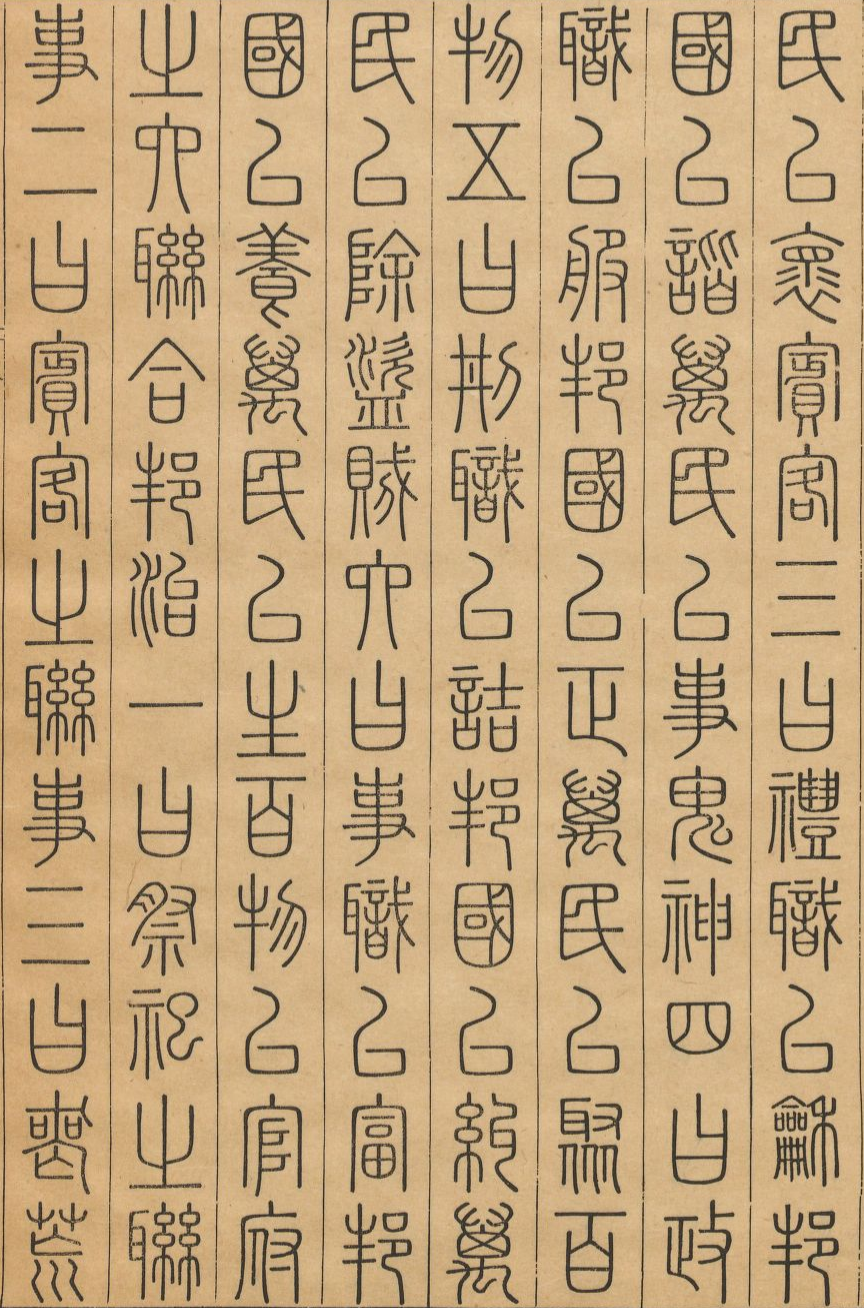 民以褱賓客三曰禮職以龢邦
國以諧萬民以事鬼神四曰政
職以服邦國以正萬民以聚百
物五曰刑職以詰邦國以糾萬
民以除盜賊六曰事職以富邦
國以養萬民以生百物以官府
之六聯合邦治一曰祭祀之聯
事二曰賓客之聯事三曰喪荒